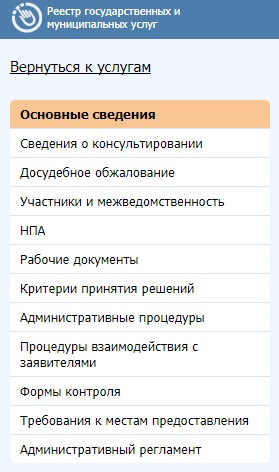 Реестр государственных и
муниципальных услуг
Вернуться к услугам
Основные сведения
Сведения о консультировании
Досудебное обжалование
Участники и межведомственность
НПА
Рабочие документы
Критерии принятия решений
Административные процедуры
Процедуры взаимодействия с
заявителями
Формы контроля
Требования к местам предоставления
Административный регламент